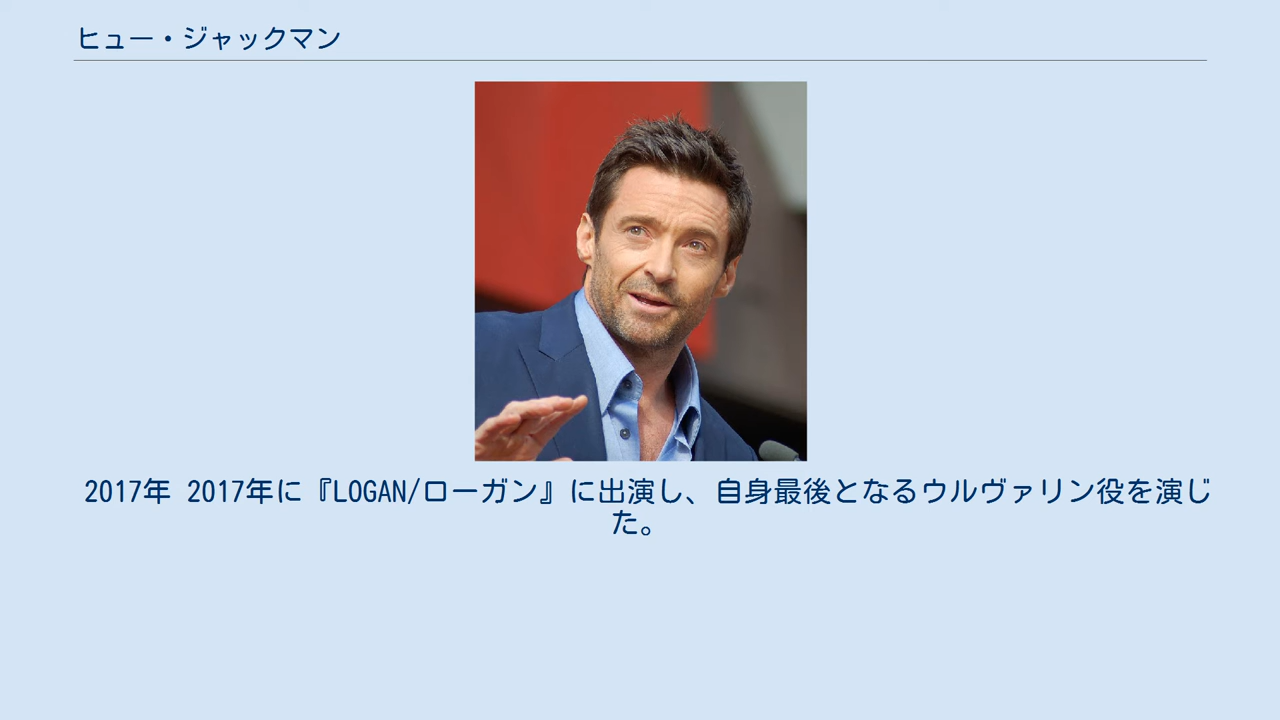 ヒュー・ジャックマン
2017年 2017年に『LOGAN/ローガン』に出演し、自身最後となるウルヴァリン役を演じ
た。